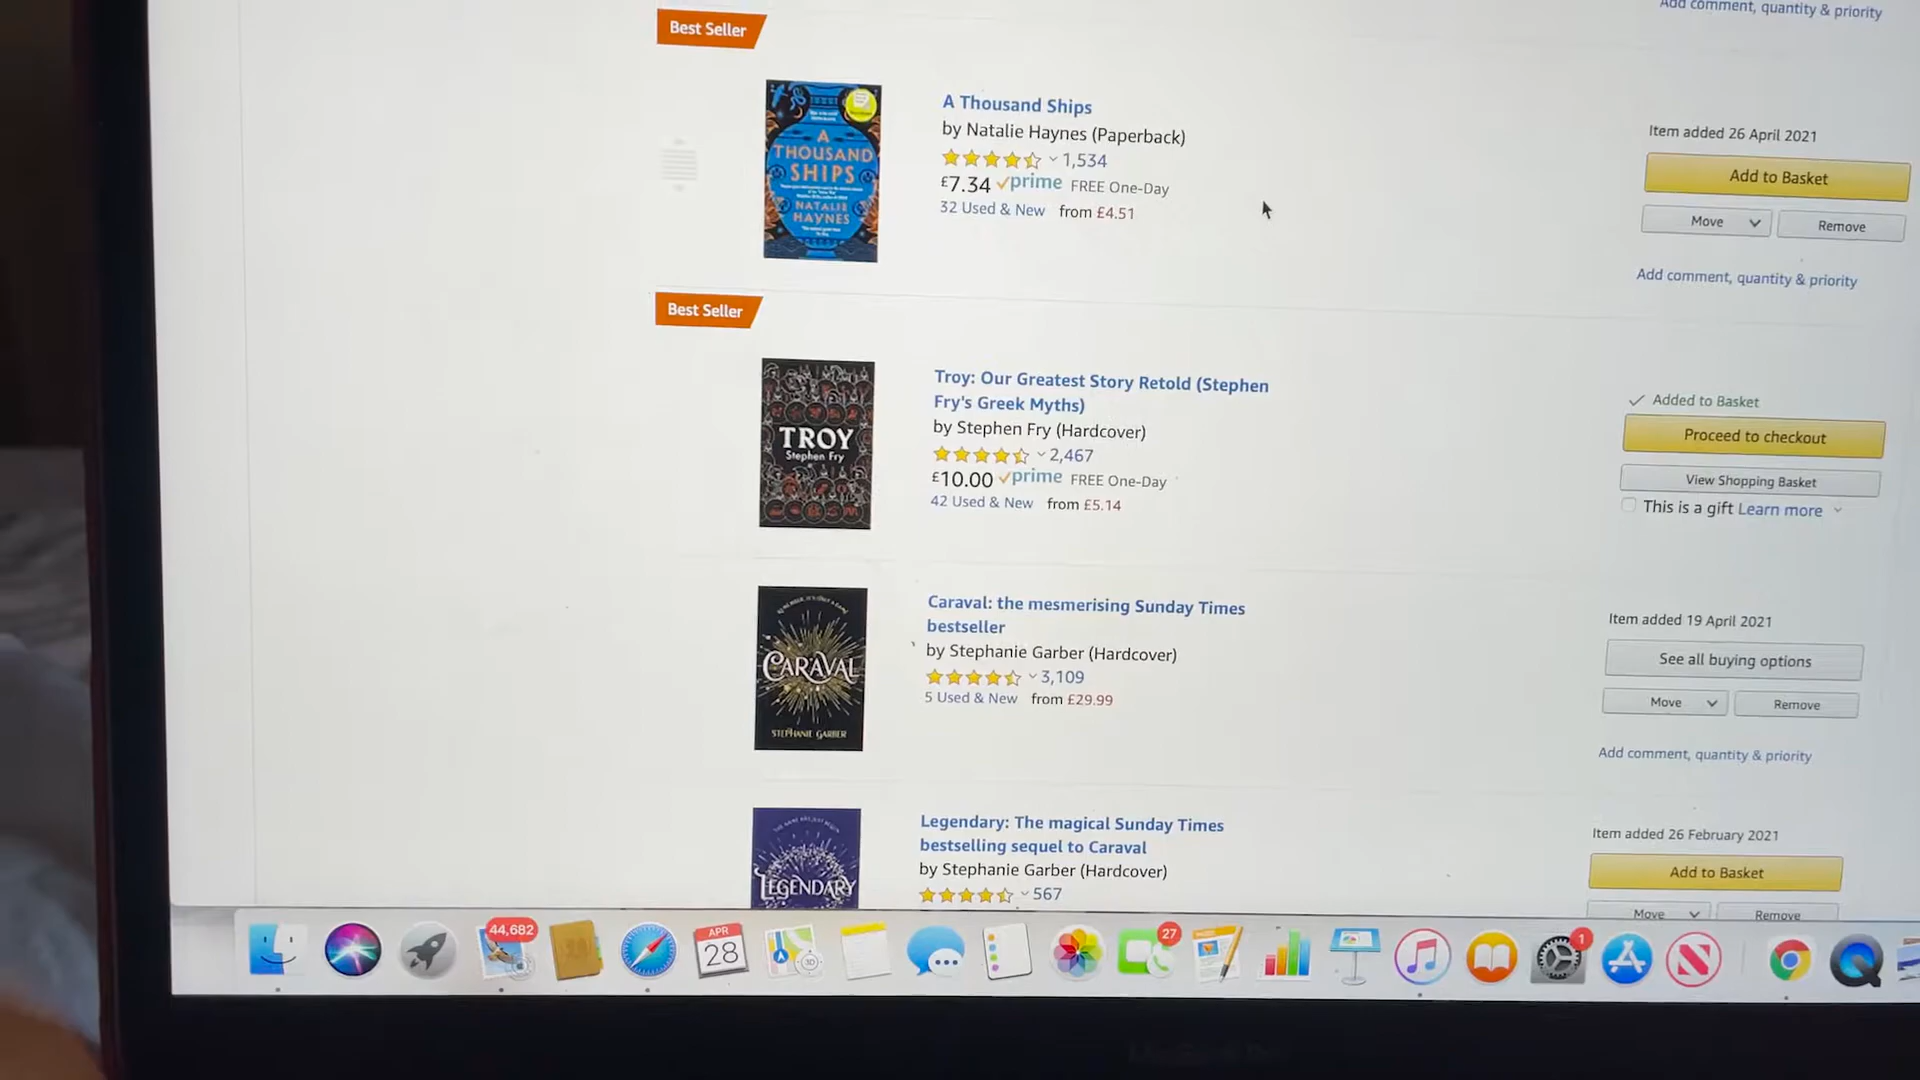 Add comment, quantity & priority
Best Seller
A THOUSAND SHIPS
NATALIE HAYNES
A Thousand Ships
by Natalie Haynes (Paperback)
1,534
£7.34 prime FREE One-Day
32 Used & New from £4.51
Item added 26 April 2021
Add to Basket
Move
Remove
Add comment, quantity & priority
Best Seller
TROY
Stephen Fry
Troy: Our Greatest Story Retold (Stephen
Fry's Greek Myths)
by Stephen Fry (Hardcover)
2,467
£10.00 prime FREE One-Day
42 Used & New from £5.14
Added to Basket
Proceed to checkout
View Shopping Basket
This is a gift Learn more
CARAVAL
STEPHANIE GARBER
Caraval: the mesmerising Sunday Times
bestseller
by Stephanie Garber (Hardcover)
3,109
5 Used & New from £29.99
Item added 19 April 2021
See all buying options
Move
Remove
Add comment, quantity & priority
LEGENDARY
Legendary: The magical Sunday Times
bestselling sequel to Caraval
by Stephanie Garber (Hardcover)
567
Item added 26 February 2021
Add to Basket
Move
Remove
44,682
APR
28
3D
27
1